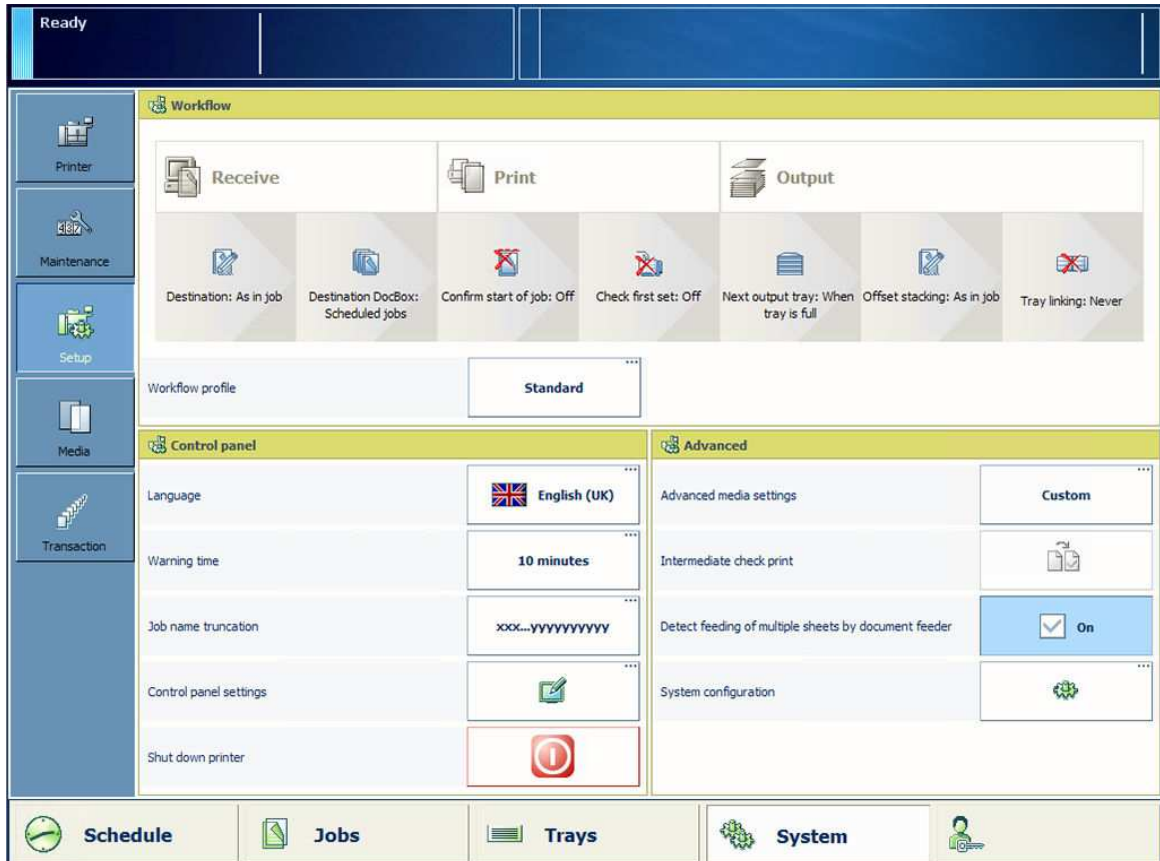 Ready
Workflow
Printer
Receive
Print
Output
Maintenance
Destination: As in job
Destination DocBox:
Scheduled jobs
Confirm start of job: Off
Check first set: Off
Next output tray: When
tray is full
Offset stacking: As in job
Tray linking: Never
Setup
Workflow profile
Standard
Media
Control panel
Advanced
Language
English (UK)
Advanced media settings
Custom
Transaction
Warning time
10 minutes
Intermediate check print
Job name truncation
xxx...yyyyyyyyyy
Detect feeding of multiple sheets by document feeder
On
Control panel settings
System configuration
Shut down printer
Schedule
Jobs
Trays
System